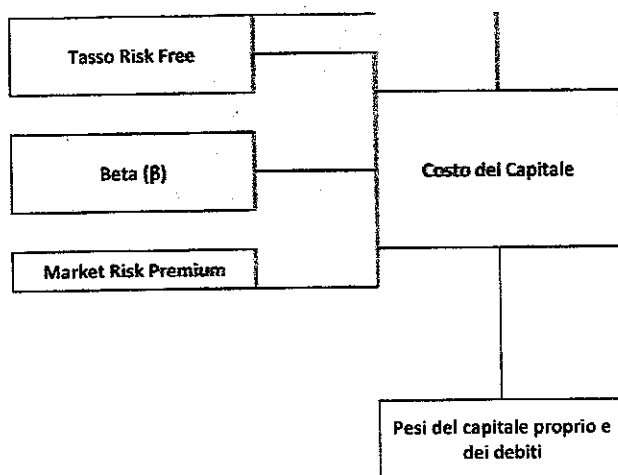 Tasso Risk Free
Beta (β)
Costo del Capitale
Market Risk Premium
Pesi del capitale proprio e
dei debiti